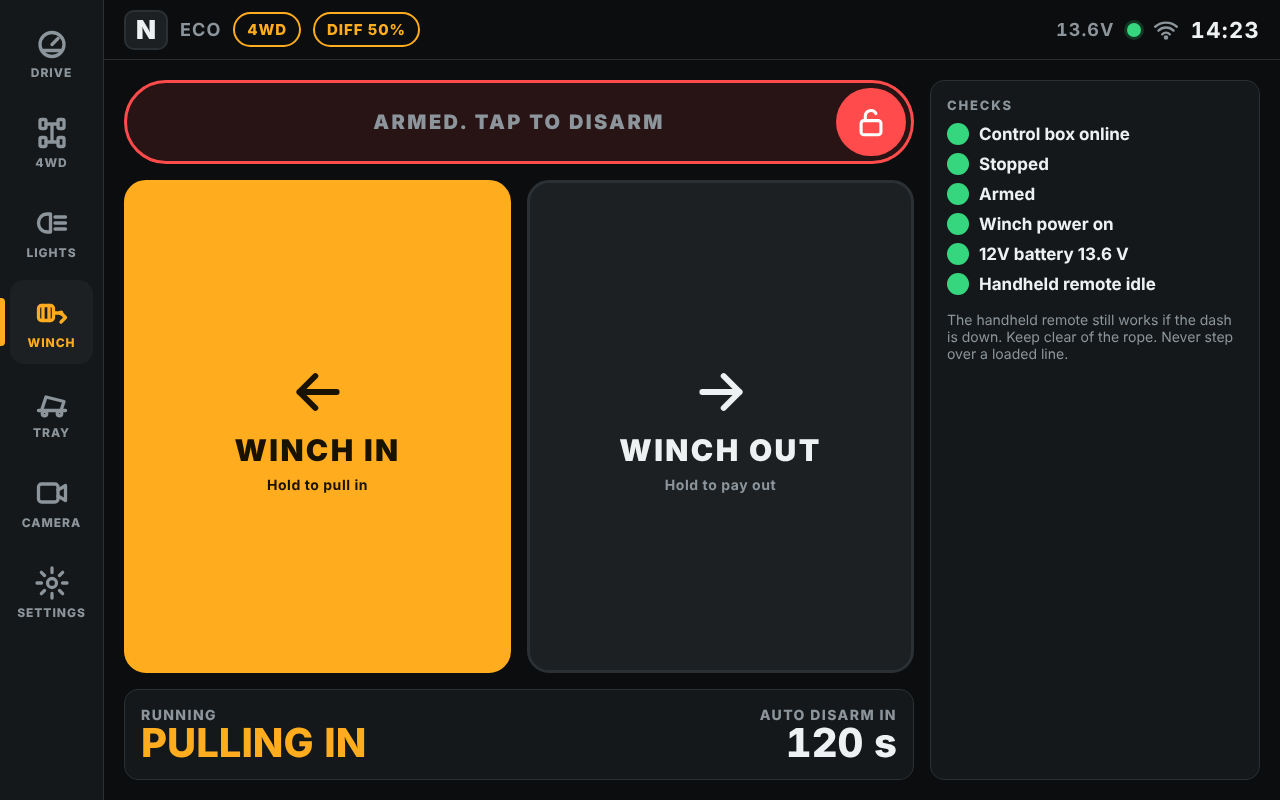 N ECO 4WD DIFF 50% 13.6V 14:23
DRIVE
4WD
LIGHTS
WINCH
TRAY
CAMERA
SETTINGS
ARMED. TAP TO DISARM
WINCH IN
Hold to pull in
WINCH OUT
Hold to pay out
RUNNING
PULLING IN
AUTO DISARM IN
120 s
CHECKS
Control box online
Stopped
Armed
Winch power on
12V battery 13.6 V
Handheld remote idle
The handheld remote still works if the dash
is down. Keep clear of the rope. Never step
over a loaded line.